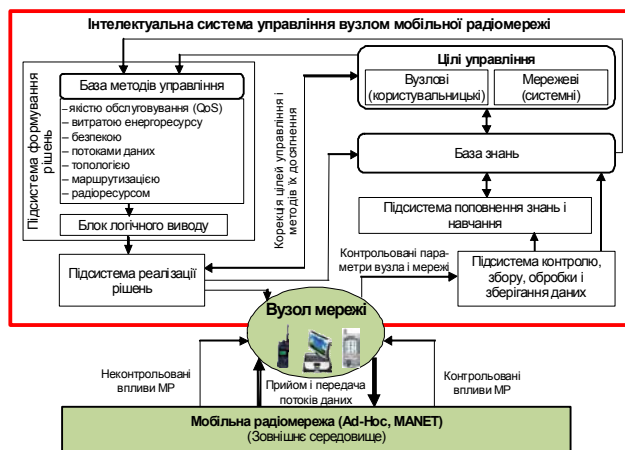 Інтелектуальна система управління вузлом мобільної радіомережі
Підсистема формування
рішень
База методів управління
– якістю обслуговування (QoS)
– витратою енергоресурсу
– безпекою
– потоками даних
– топологією
– маршрутизацією
– радіоресурсом
Блок логічного виводу
Підсистема реалізації
рішень
Корекція цілей управління і
методів їх досягнення
Цілі управління
Вузлові
(користувальницькі)
Мережеві
(системні)
База знань
Підсистема поповнення знань і
навчання
Контрольовані пара-
метри вузла і мережі
Підсистема контролю,
збору, обробки і
зберігання даних
Вузол мережі
Неконтрольовані
впливи МР
Прийом і передача
потоків даних
Контрольовані
впливи МР
Мобільна радіомережа (Ad-Hoc, MANET)
(Зовнішнє середовище)